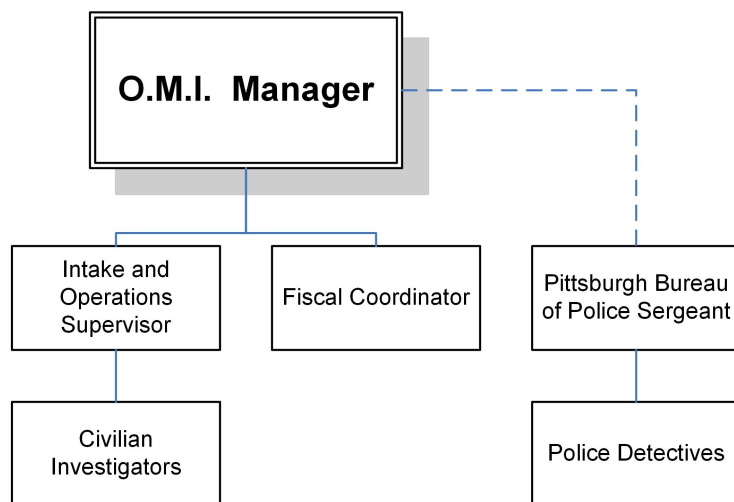 O.M.I. Manager
Intake and
Operations
Supervisor
Fiscal Coordinator
Pittsburgh Bureau
of Police Sergeant
Civilian
Investigators
Police Detectives